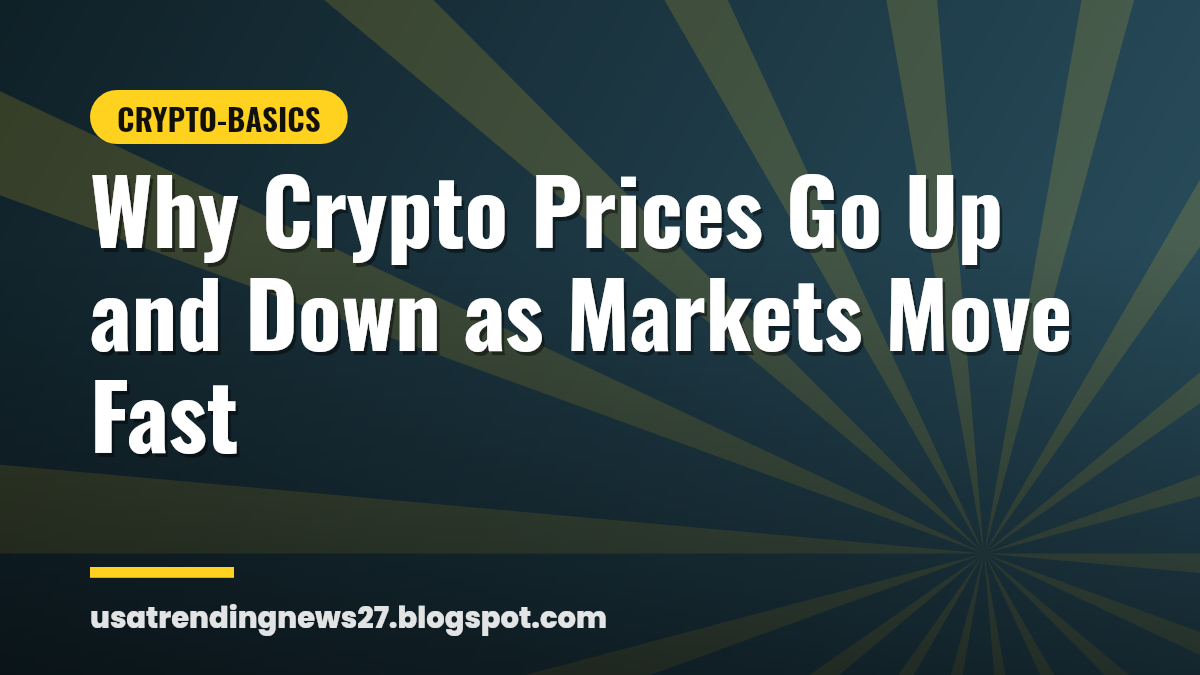 CRYPTO-BASICS
Why Crypto Prices Go Up
and Down as Markets Move
Fast
usatrendingnews27.blogspot.com